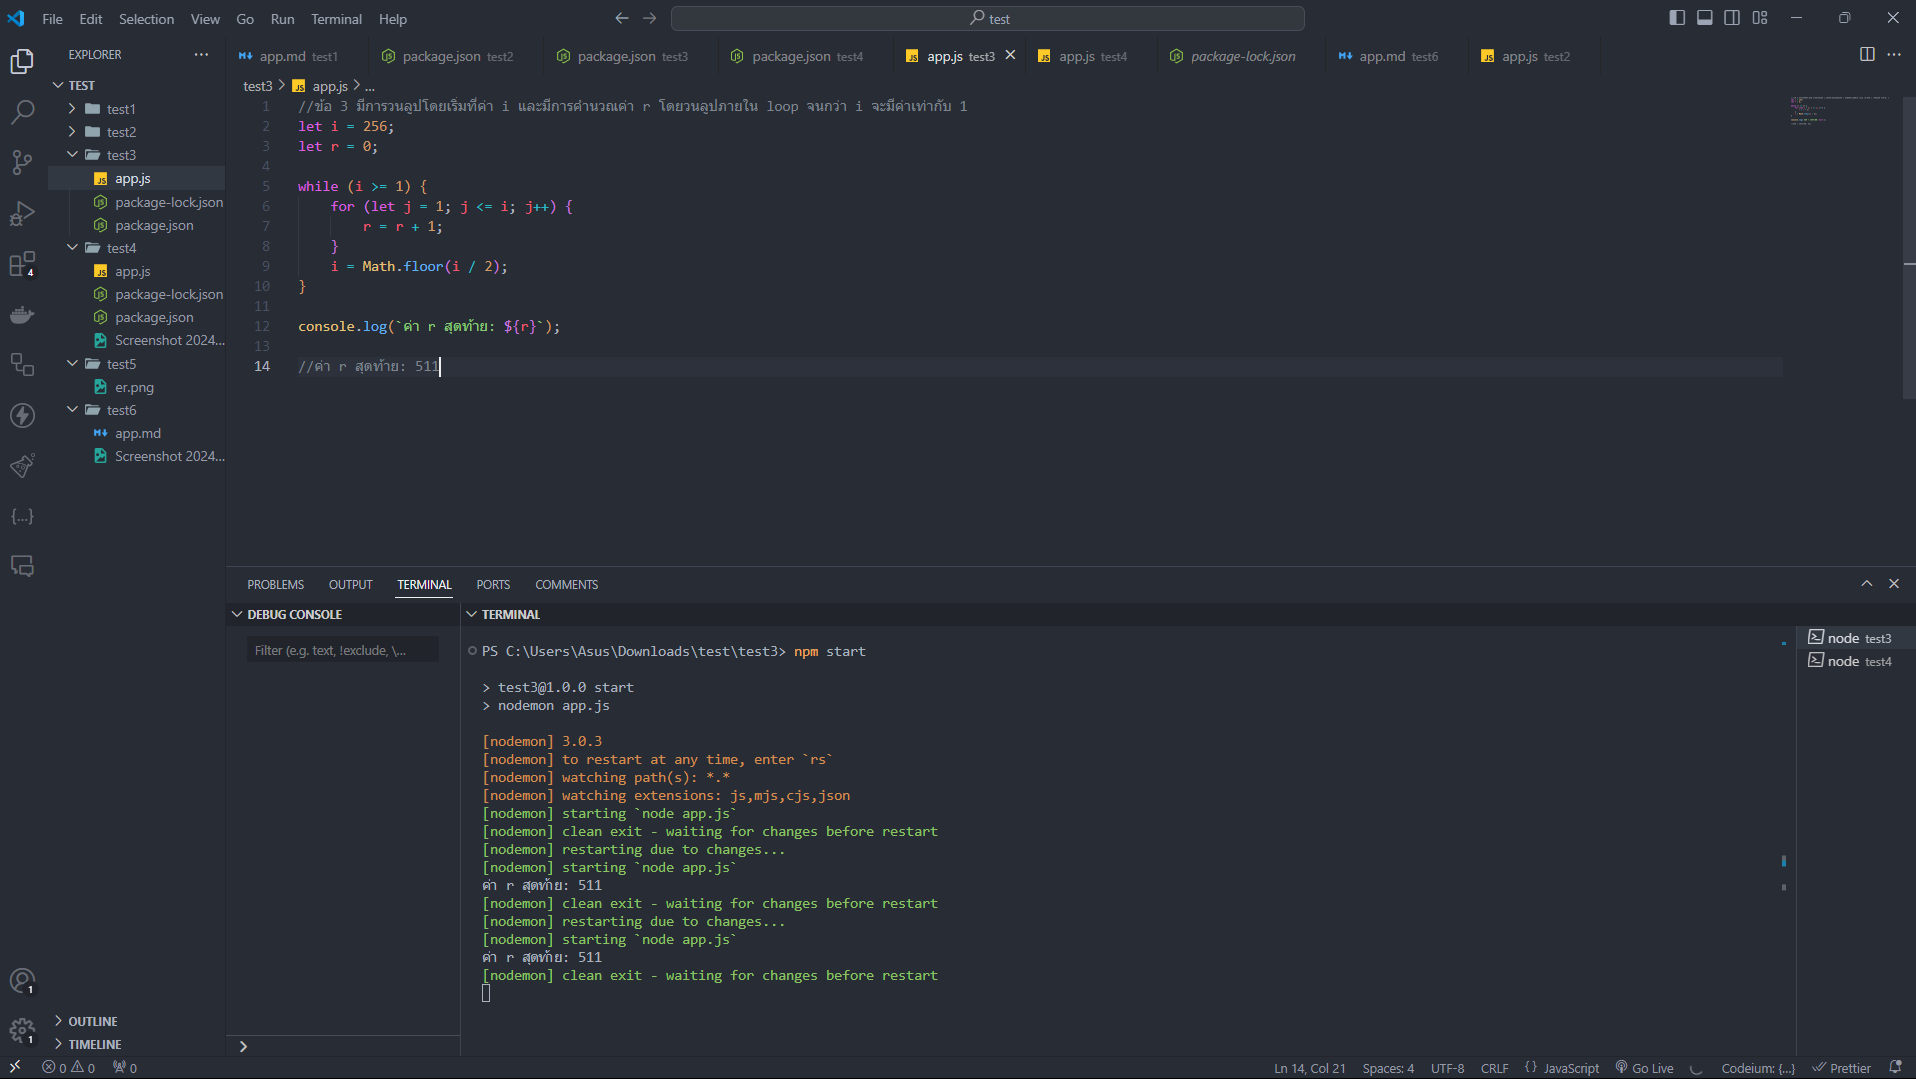 File Edit Selection View Go Run Terminal Help
test
EXPLORER
app.md test1
package.json test2
package.json test3
package.json test4
app.js test3
app.js test4
package-lock.json
app.md test6
app.js test2
TEST
test1
test2
test3
app.js
package-lock.json
package.json
test4
app.js
package-lock.json
package.json
Screenshot 2024...
test5
er.png
test6
app.md
Screenshot 2024...
OUTLINE
TIMELINE
4
1
1
test3 > JS app.js > ...
1 //ข้อ 3 มีการวนลูปโดยเริ่มที่ค่า i และมีการคำนวณค่า r โดยวนลูปภายใน loop จนกว่า i จะมีค่าเท่ากับ 1
2 let i = 256;
3 let r = 0;
4
5 while (i >= 1) {
6 for (let j = 1; j <= i; j++) {
7 r = r + 1;
8 }
9 i = Math.floor(i / 2);
10 }
11
12 console.log(`ค่า r สุดท้าย: ${r}`);
13
14 //ค่า r สุดท้าย: 511
PROBLEMS OUTPUT TERMINAL PORTS COMMENTS
DEBUG CONSOLE
Filter (e.g. text, !exclude, \...
TERMINAL
PS C:\Users\Asus\Downloads\test\test3> npm start
> test3@1.0.0 start
> nodemon app.js
[nodemon] 3.0.3
[nodemon] to restart at any time, enter `rs`
[nodemon] watching path(s): *.*
[nodemon] watching extensions: js,mjs,cjs,json
[nodemon] starting `node app.js`
[nodemon] clean exit - waiting for changes before restart
[nodemon] restarting due to changes...
[nodemon] starting `node app.js`
ค่า r สุดท้าย: 511
[nodemon] clean exit - waiting for changes before restart
[nodemon] restarting due to changes...
[nodemon] starting `node app.js`
ค่า r สุดท้าย: 511
[nodemon] clean exit - waiting for changes before restart
node test3
node test4
0 0 0
Ln 14, Col 21 Spaces: 4 UTF-8 CRLF {} JavaScript Go Live Codeium: {...} Prettier